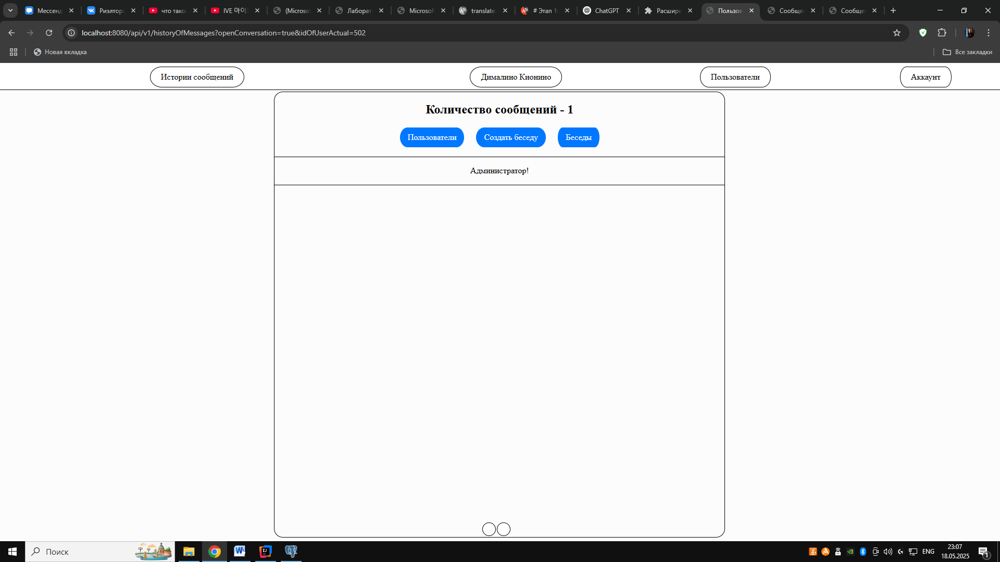 Мессенд
Риэлтор
что тако
IVE 아이
(Microso
Лаборат
Microsof
translate
# Этап 1:
ChatGPT
Расшире
Пользов
Сообще
Сообще
localhost:8080/api/v1/historyOfMessages?openConversation=true&idOfUserActual=502
Новая вкладка
Все закладки
Истории сообщений
Дималино Кионино
Пользователи
Аккаунт
Количество сообщений - 1
Пользователи
Создать беседу
Беседы
Администратор!
Поиск
ENG
23:07
18.05.2025
1